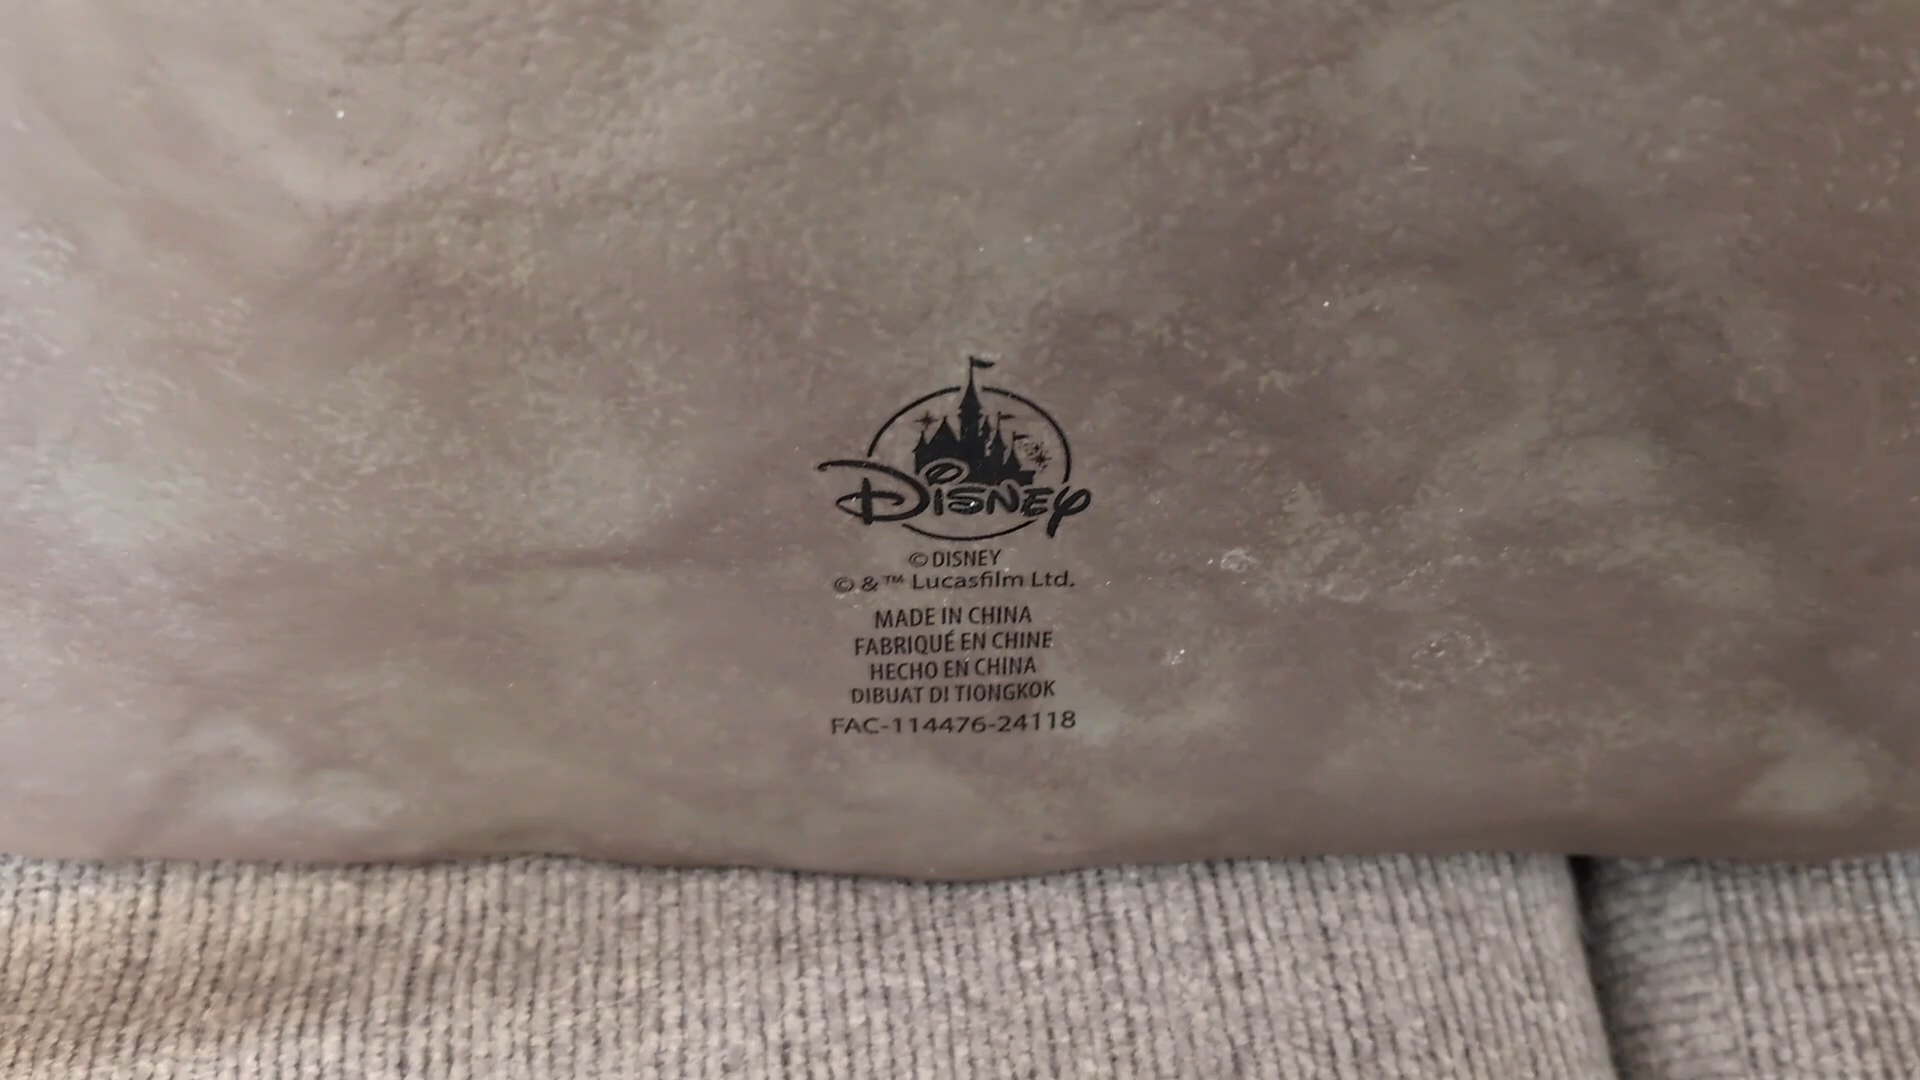 DISNEY
© DISNEY
© & ™ Lucasfilm Ltd.
MADE IN CHINA
FABRIQUÉ EN CHINE
HECHO EN CHINA
DIBUAT DI TIONGKOK
FAC-114476-24118